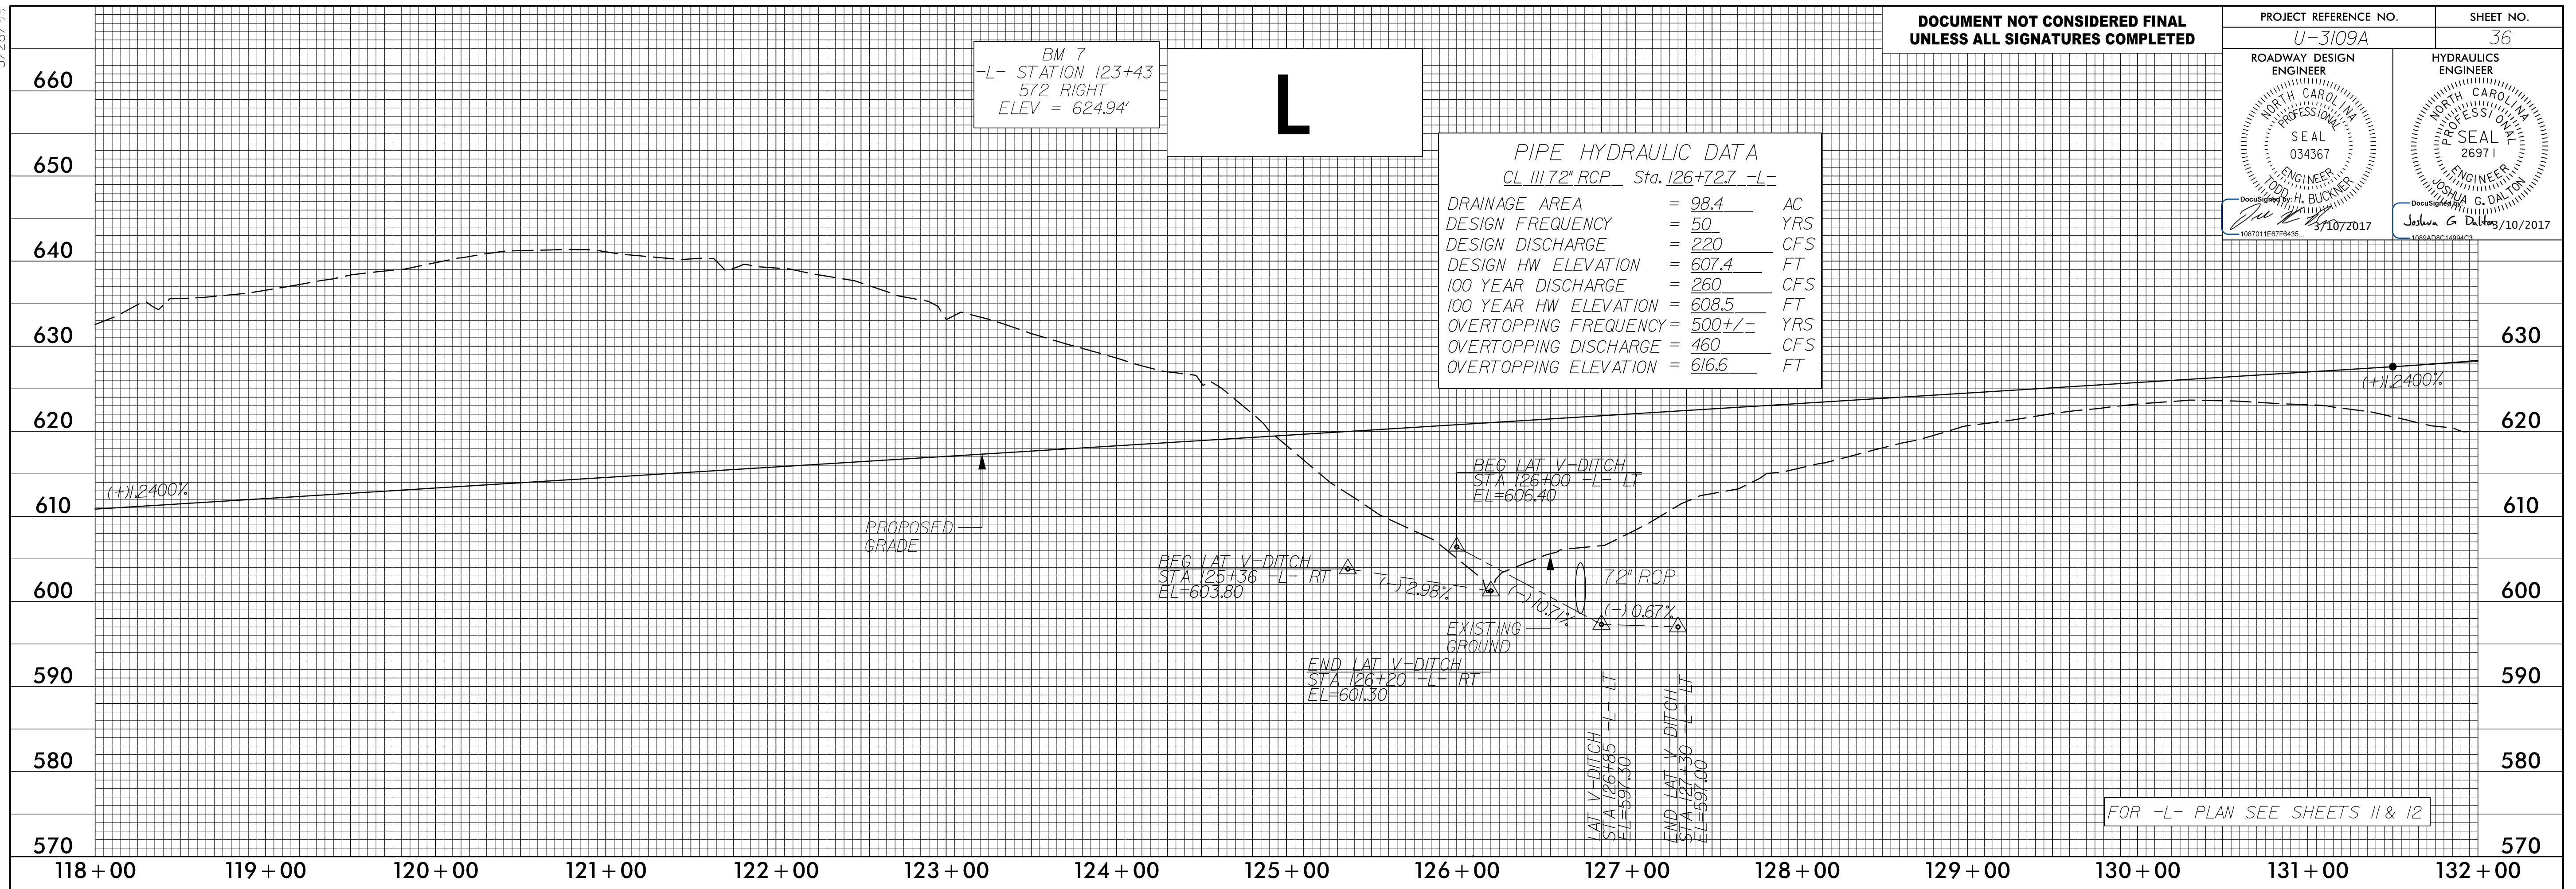 DOCUMENT NOT CONSIDERED FINAL
UNLESS ALL SIGNATURES COMPLETED
PROJECT REFERENCE NO.
SHEET NO.
U-3109A
36
ROADWAY DESIGN
ENGINEER
HYDRAULICS
ENGINEER
NORTH CAROLINA
PROFESSIONAL
SEAL
034367
ENGINEER
TODD H. BUCKNER
DocuSigned by:
3/10/2017
1087011E67F6435...
NORTH CAROLINA
PROFESSIONAL
SEAL
26971
ENGINEER
JOSHUA G. DALTON
DocuSigned by:
Joshua G Dalton
3/10/2017
1089AD8C14994C3...
BM 7
-L- STATION 123+43
572 RIGHT
ELEV = 624.94'
L
PIPE HYDRAULIC DATA
CL III 72" RCP Sta. 126+72.7 -L-
DRAINAGE AREA = 98.4 AC
DESIGN FREQUENCY = 50 YRS
DESIGN DISCHARGE = 220 CFS
DESIGN HW ELEVATION = 607.4 FT
100 YEAR DISCHARGE = 260 CFS
100 YEAR HW ELEVATION = 608.5 FT
OVERTOPPING FREQUENCY = 500+/- YRS
OVERTOPPING DISCHARGE = 460 CFS
OVERTOPPING ELEVATION = 616.6 FT
660
650
640
630
620
610
600
590
580
570
630
620
610
600
590
580
570
(+)1.2400%
(+)1.2400%
PROPOSED
GRADE
BEG LAT V-DITCH
STA 126+00 -L- LT
EL=606.40
BEG LAT V-DITCH
STA 125+36 -L- RT
EL=603.80
(-)2.98%
(-)10.71%
72" RCP
(-)0.67%
EXISTING
GROUND
END LAT V-DITCH
STA 126+20 -L- RT
EL=601.30
LAT V-DITCH
STA 126+85 -L- LT
EL=597.30
END LAT V-DITCH
STA 127+30 -L- LT
EL=597.00
FOR -L- PLAN SEE SHEETS 11 & 12
118+00 119+00 120+00 121+00 122+00 123+00 124+00 125+00 126+00 127+00 128+00 129+00 130+00 131+00 132+00